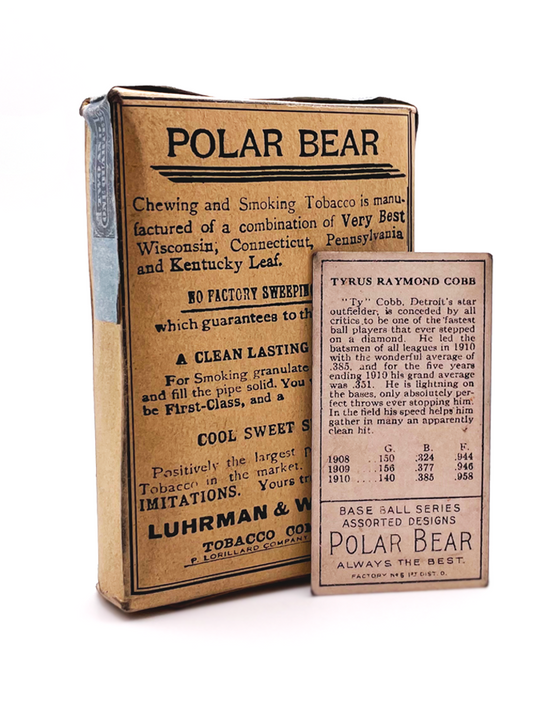 POLAR BEAR
Chewing and Smoking Tobacco is manu-
factured of a combination of Very Best
Wisconsin, Connecticut, Pennsylvania
and Kentucky Leaf.
NO FACTORY SWEEPIN
which guarantees to th
A CLEAN LASTING
For Smoking granulate
and fill the pipe solid. You
be First-Class, and a
COOL SWEET S
Positively the largest
Tobacco in the market.
IMITATIONS. Yours tr
LUHRMAN & W
TOBACCO COM
P. LORILLARD COMPANY
TYRUS RAYMOND COBB
"Ty" Cobb, Detroit's star
outfielder, is conceded by all
critics to be one of the fastest
ball players that ever stepped
on a diamond. He led the
batsmen of all leagues in 1910
with the wonderful average of
.385, and for the five years
ending 1910 his grand average
was .351. He is lightning on
the bases, only absolutely per-
fect throws ever stopping him.
In the field his speed helps him
gather in many an apparently
clean hit.
G. B. F.
1908 ... 150 .324 .944
1909 ... 156 .377 .946
1910 .... 140 .385 .958
BASE BALL SERIES
ASSORTED DESIGNS
POLAR BEAR
ALWAYS THE BEST.
FACTORY Nº 6 1ST DIST. O.